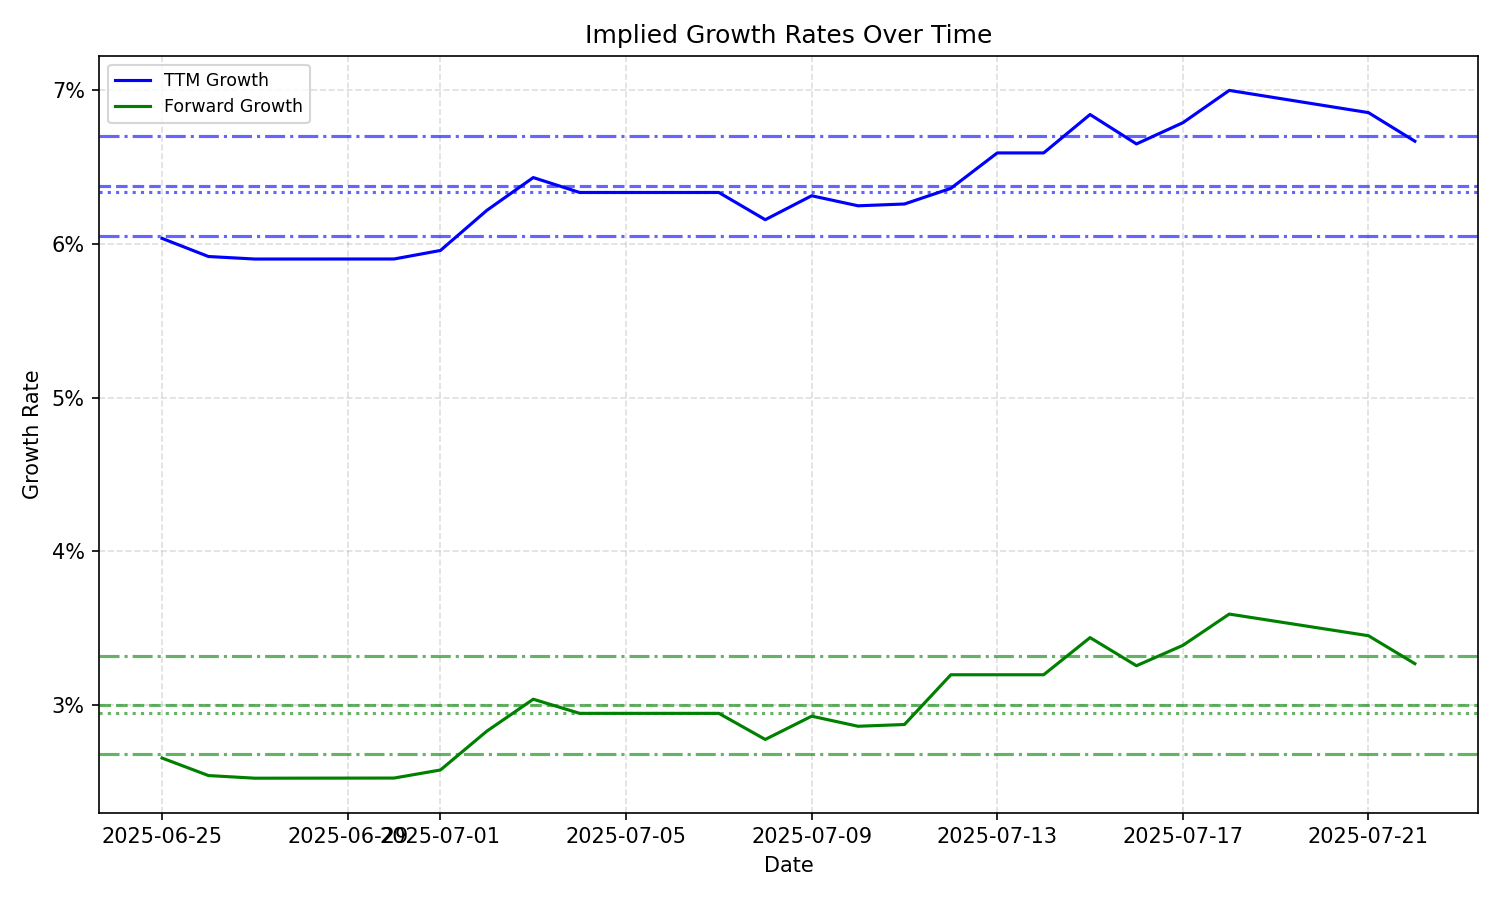 Implied Growth Rates Over Time
TTM Growth
Forward Growth
7%
6%
5%
4%
3%
Growth Rate
2025-06-25
2025-06-29
2025-07-01
2025-07-05
2025-07-09
2025-07-13
2025-07-17
2025-07-21
Date